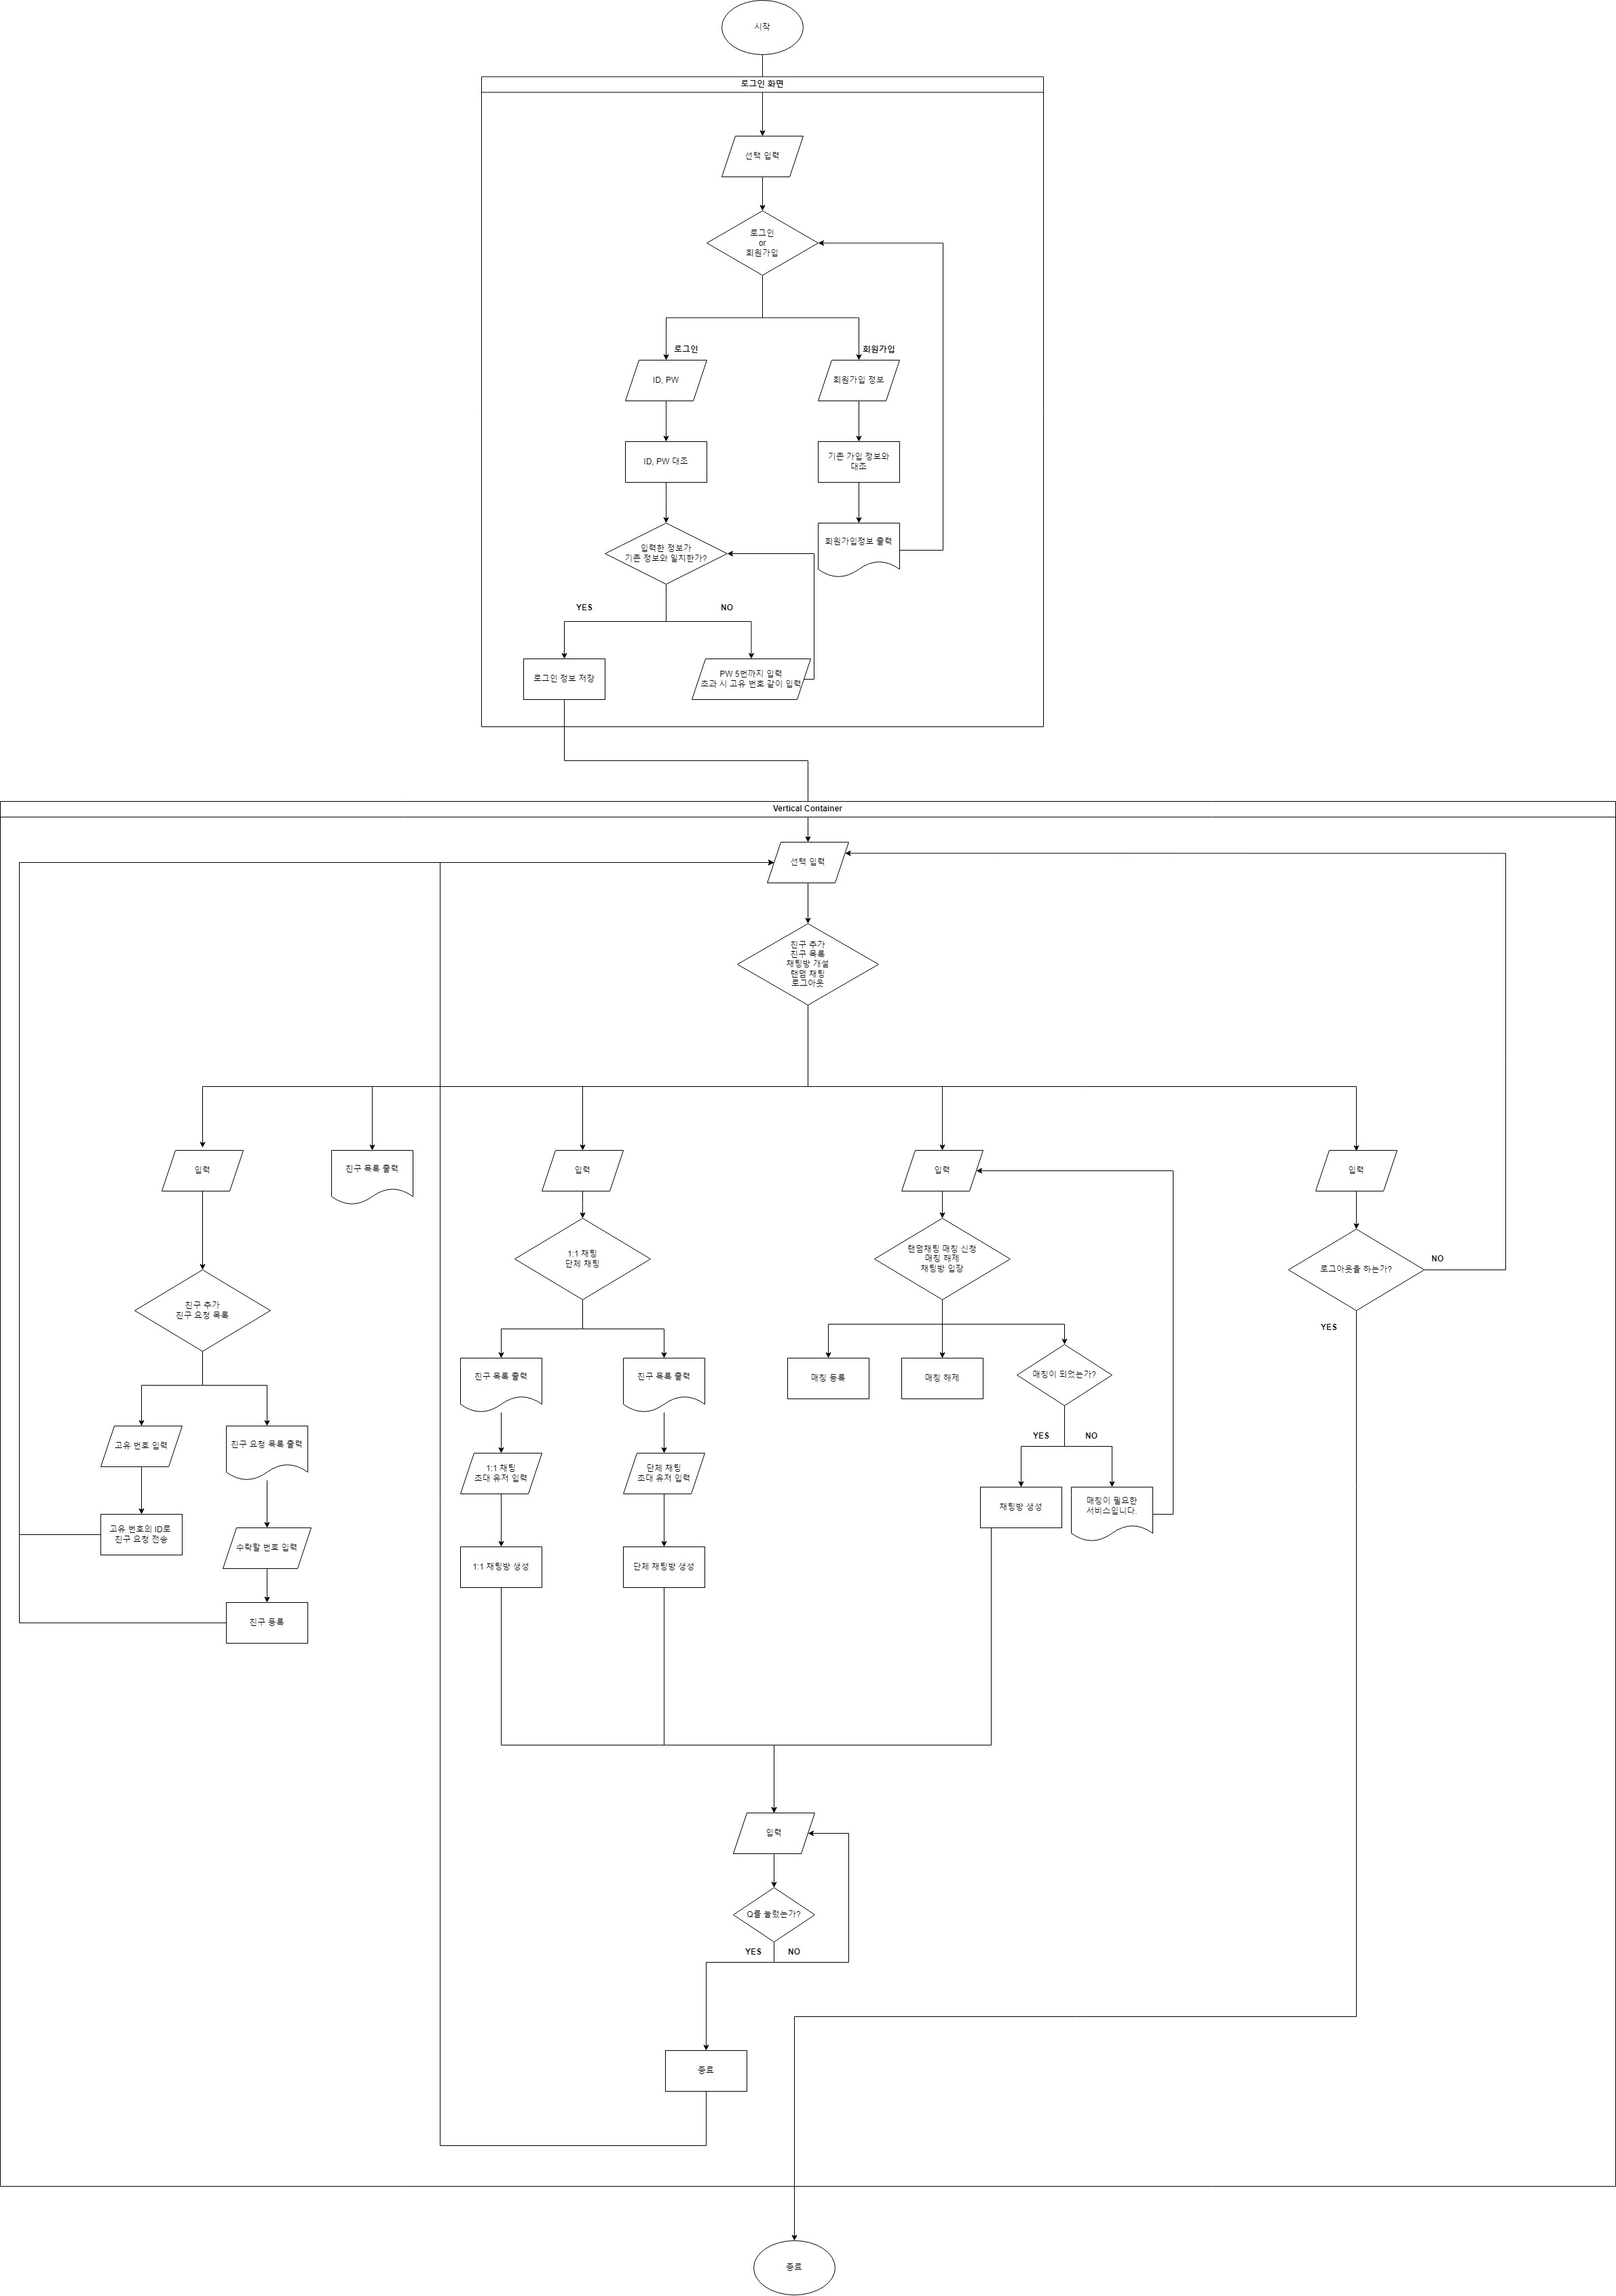 시작
로그인 화면
선택 입력
로그인
or
회원가입
로그인
회원가입
ID, PW
회원가입 정보
ID, PW 대조
기존 가입 정보와
대조
회원가입정보 출력
입력한 정보가
기존 정보와 일치한가?
YES
NO
로그인 정보 저장
PW 5번까지 입력
초과 시 고유 번호 같이 입력
Vertical Container
선택 입력
친구 추가
친구 목록
채팅방 개설
랜덤 채팅
로그아웃
입력
친구 목록 출력
입력
입력
입력
1:1 채팅
단체 채팅
랜덤채팅 매칭 신청
매칭 해제
채팅방 입장
로그아웃을 하는가?
NO
YES
친구 추가
친구 요청 목록
친구 목록 출력
친구 목록 출력
매칭 등록
매칭 해제
매칭이 되었는가?
YES
NO
고유 번호 입력
친구 요청 목록 출력
1:1 채팅
초대 유저 입력
단체 채팅
초대 유저 입력
채팅방 생성
매칭이 필요한
서비스입니다.
고유 번호의 ID로
친구 요청 전송
수락할 번호 입력
1:1 채팅방 생성
단체 채팅방 생성
친구 등록
입력
Q를 눌렀는가?
YES
NO
종료
종료